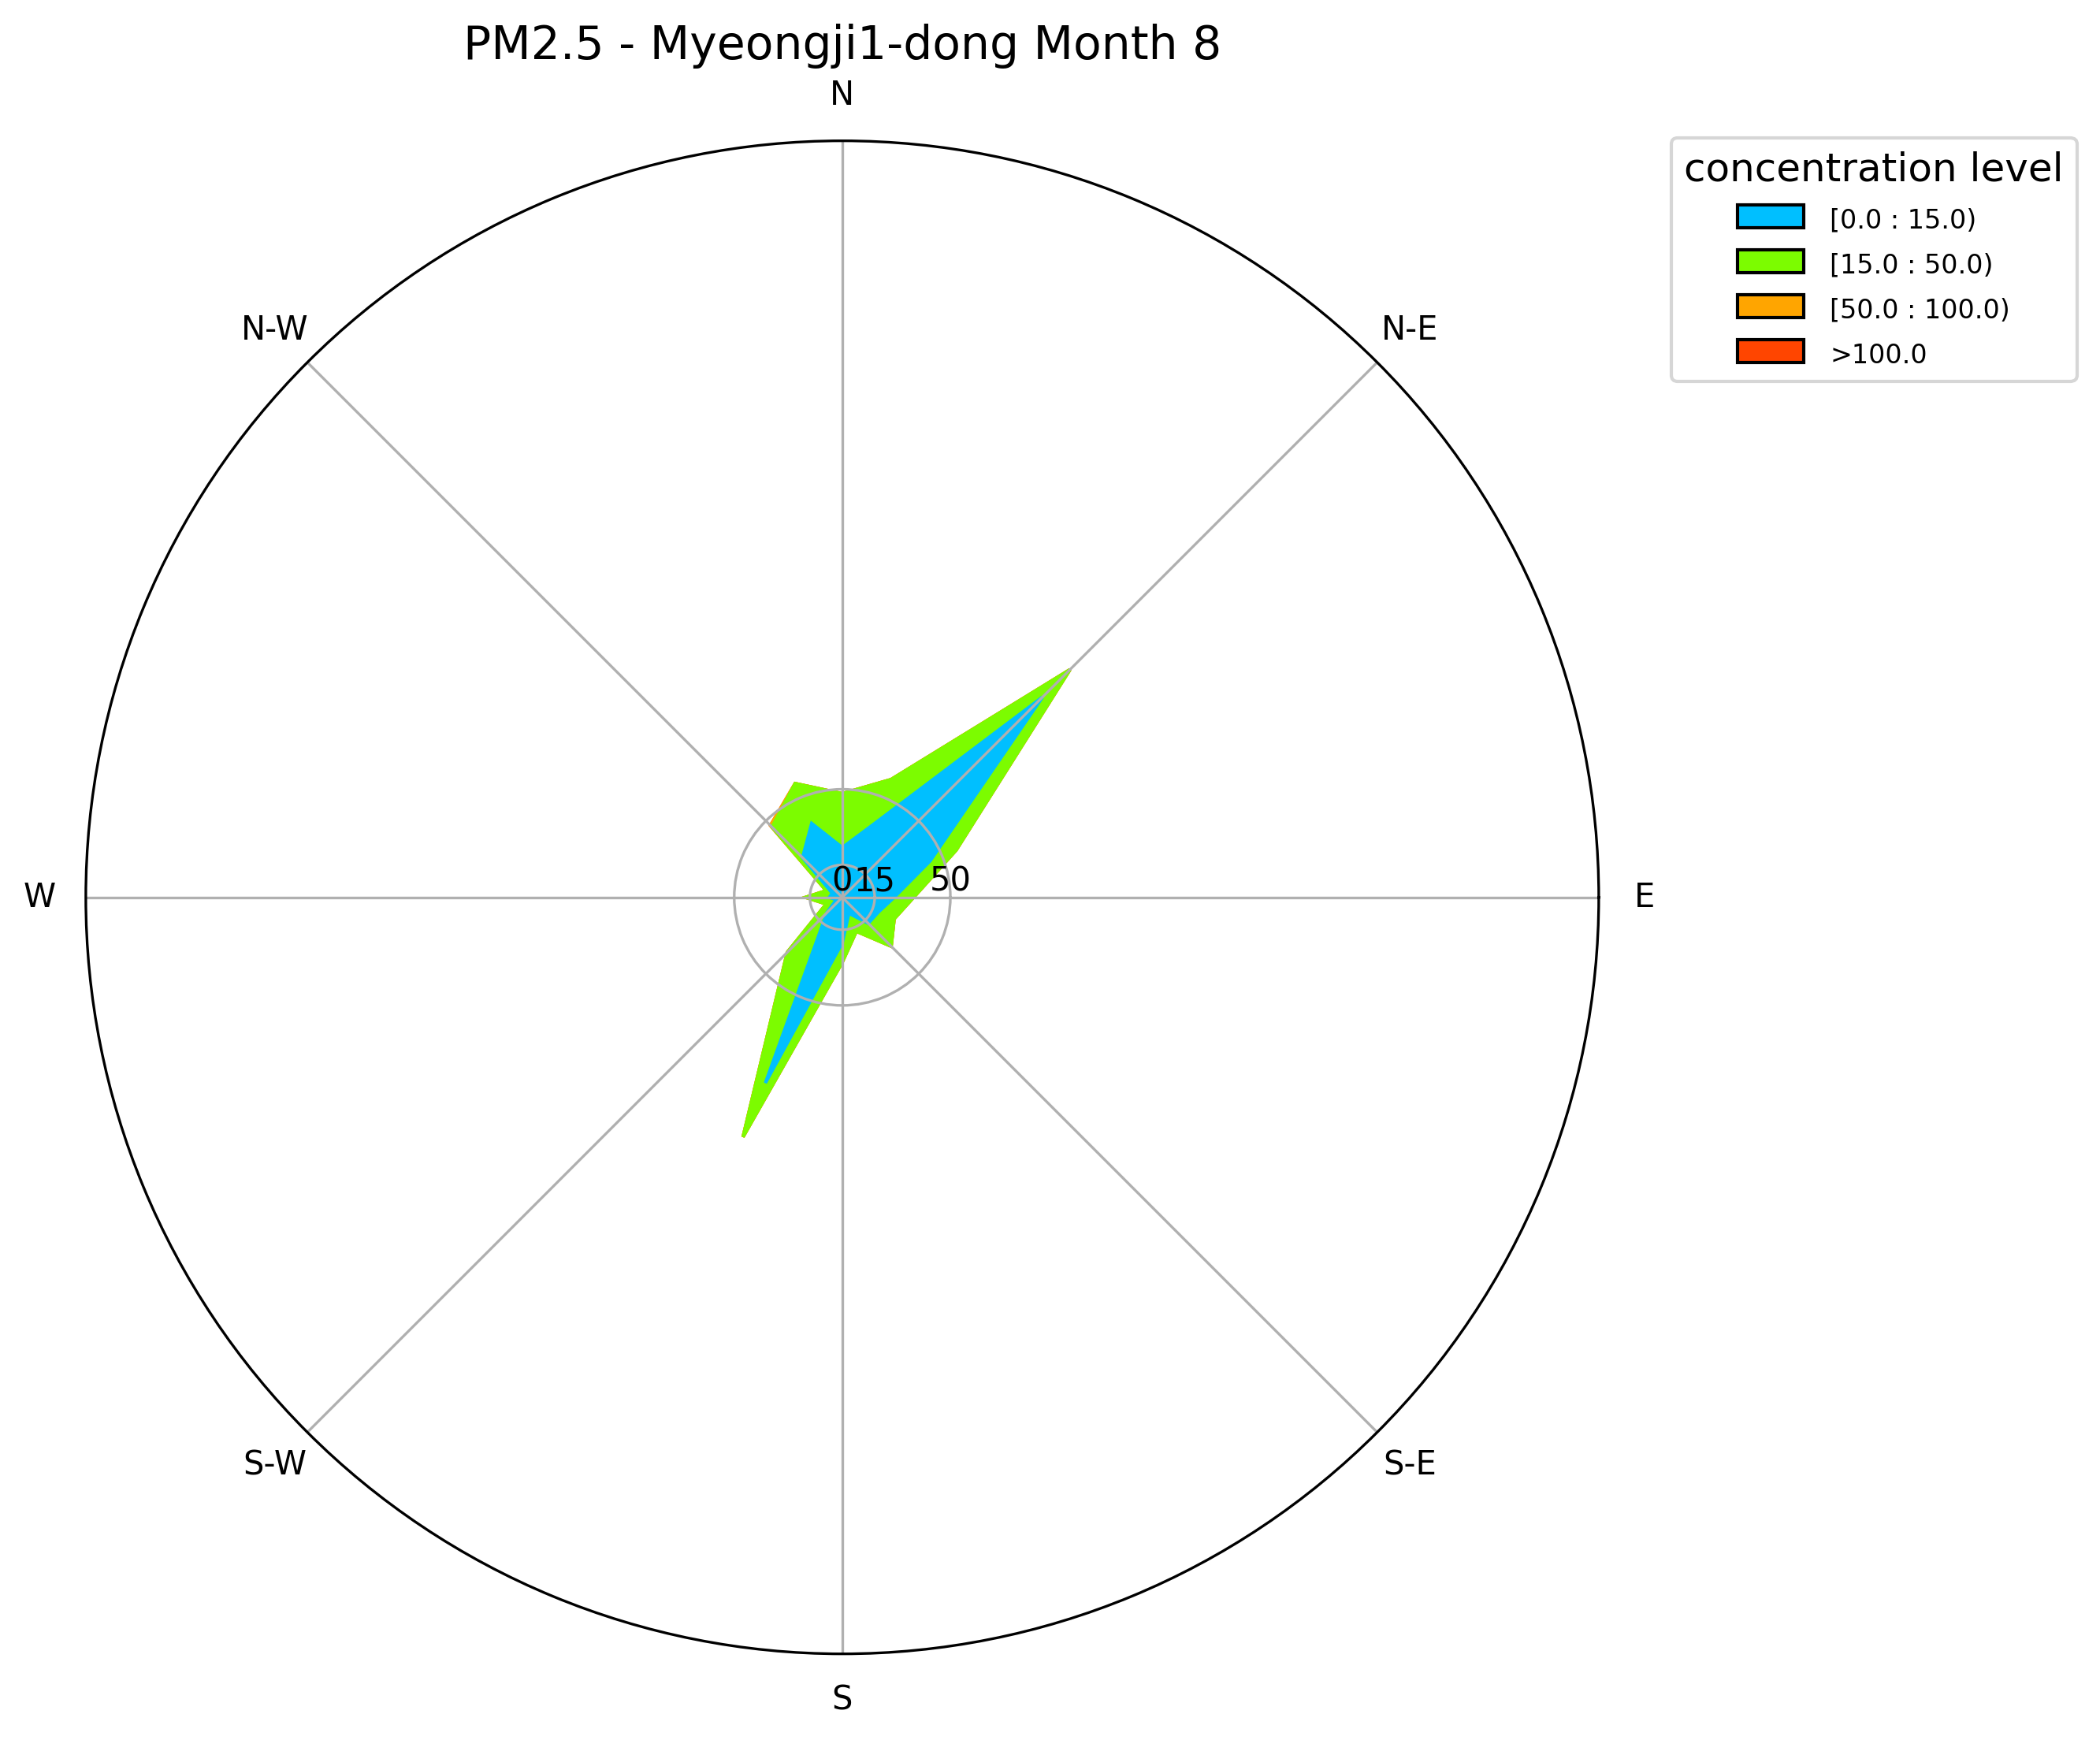 PM2.5 - Myeongji1-dong Month 8
N
concentration level
[0.0 : 15.0)
[15.0 : 50.0)
[50.0 : 100.0)
>100.0
N-W
N-E
0
15
50
W
E
S-W
S-E
S